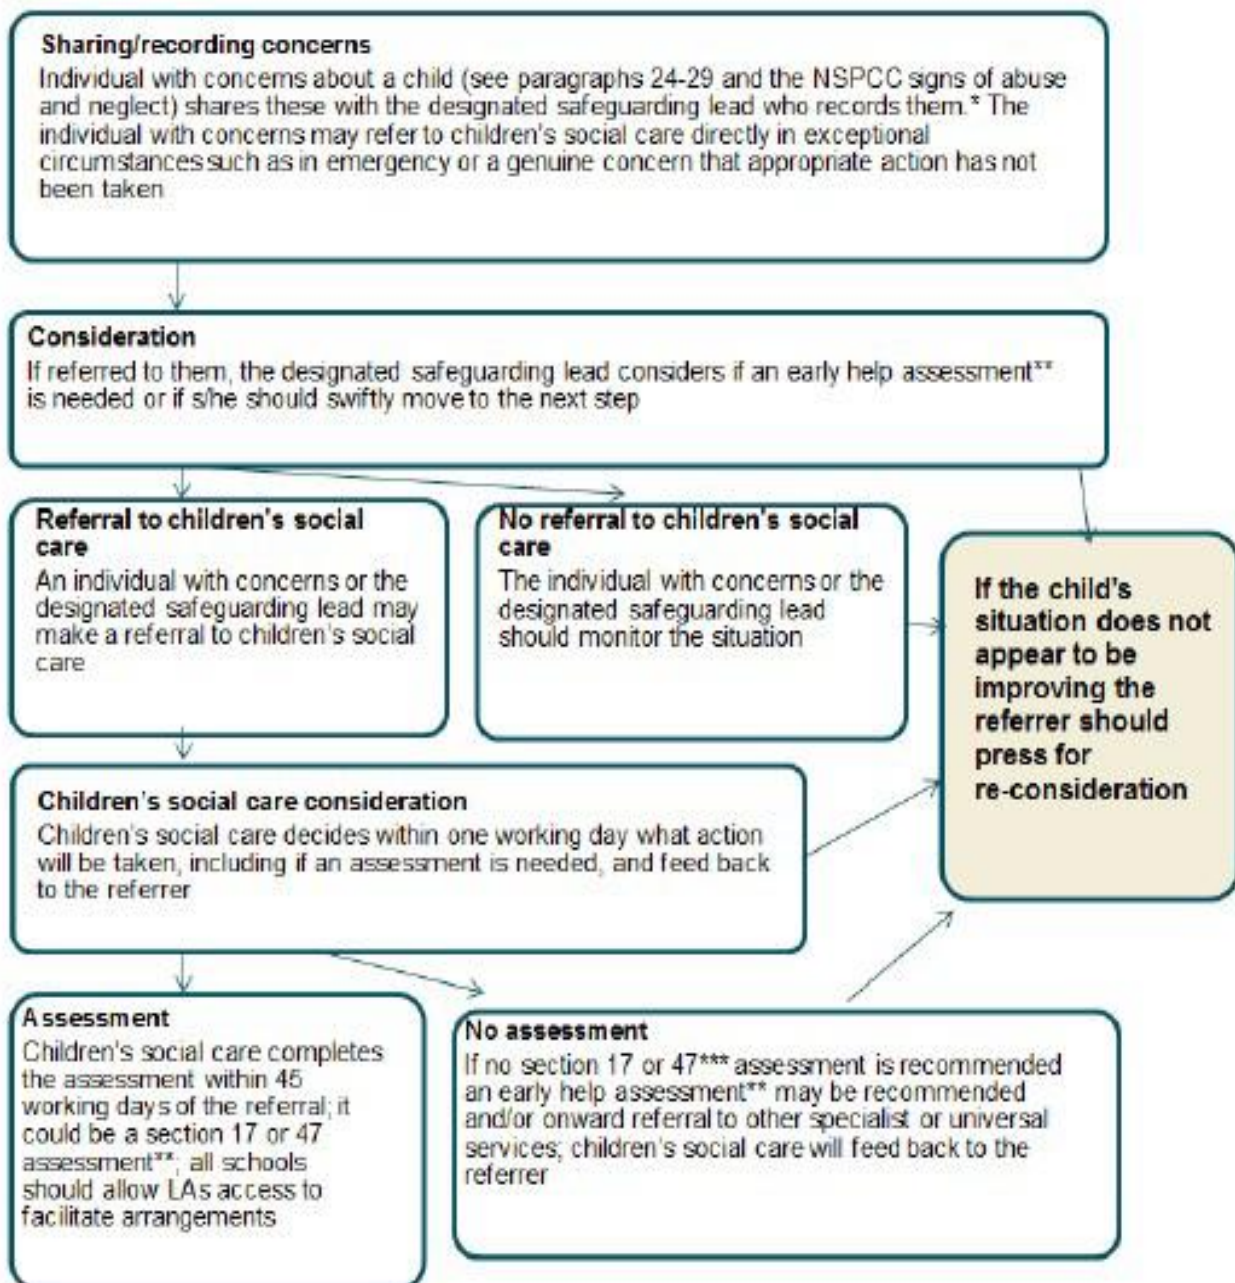 Sharing/recording concerns
Individual with concerns about a child (see paragraphs 24-29 and the NSPCC signs of abuse
and neglect) shares these with the designated safeguarding lead who records them.* The
individual with concerns may refer to children's social care directly in exceptional
circumstances such as in emergency or a genuine concern that appropriate action has not
been taken
Consideration
If referred to them, the designated safeguarding lead considers if an early help assessment**
is needed or if s/he should swiftly move to the next step
Referral to children's social
care
An individual with concerns or the
designated safeguarding lead may
make a referral to children's social
care
No referral to children's social
care
The individual with concerns or the
designated safeguarding lead
should monitor the situation
If the child's
situation does not
appear to be
improving the
referrer should
press for
re-consideration
Children's social care consideration
Children's social care decides within one working day what action
will be taken, including if an assessment is needed, and feed back
to the referrer
Assessment
Children's social care completes
the assessment within 45
working days of the referral; it
could be a section 17 or 47
assessment**; all schools
should allow LAs access to
facilitate arrangements
No assessment
If no section 17 or 47*** assessment is recommended
an early help assessment** may be recommended
and/or onward referral to other specialist or universal
services; children's social care will feed back to the
referrer